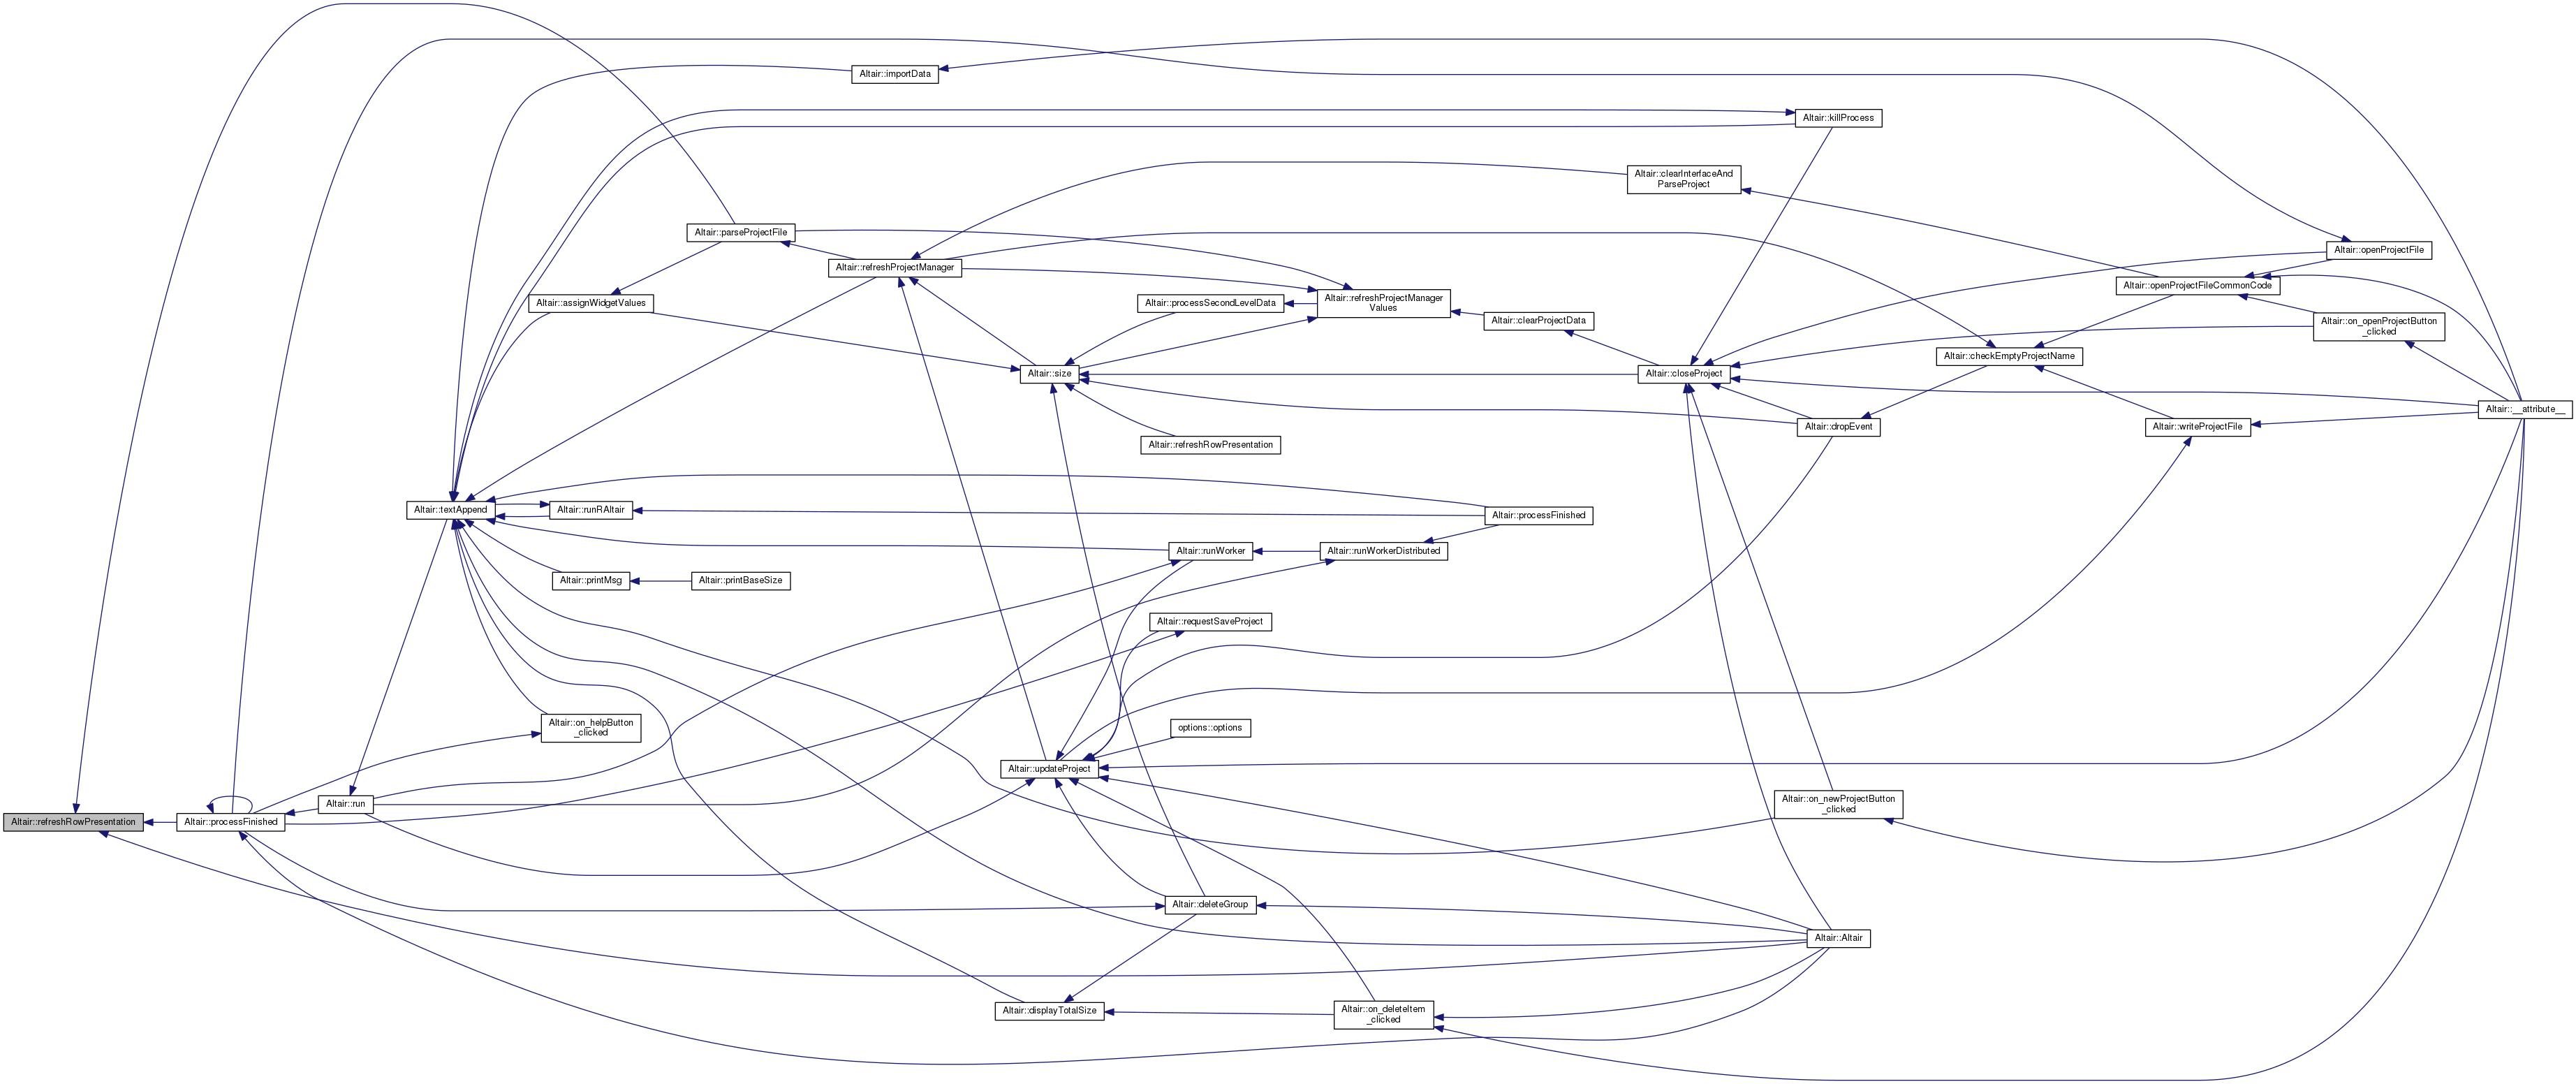 Altair::importData
Altair::killProcess
Altair::clearInterfaceAnd
ParseProject
Altair::parseProjectFile
Altair::openProjectFile
Altair::refreshProjectManager
Altair::openProjectFileCommonCode
Altair::assignWidgetValues
Altair::processSecondLevelData
Altair::refreshProjectManager
Values
Altair::clearProjectData
Altair::on_openProjectButton
_clicked
Altair::checkEmptyProjectName
Altair::size
Altair::closeProject
Altair::__attribute__
Altair::dropEvent
Altair::writeProjectFile
Altair::refreshRowPresentation
Altair::textAppend
Altair::runRAltair
Altair::processFinished
Altair::runWorker
Altair::runWorkerDistributed
Altair::printMsg
Altair::printBaseSize
Altair::requestSaveProject
Altair::on_helpButton
_clicked
options::options
Altair::updateProject
Altair::run
Altair::on_newProjectButton
_clicked
Altair::refreshRowPresentation
Altair::processFinished
Altair::deleteGroup
Altair::Altair
Altair::displayTotalSize
Altair::on_deleteItem
_clicked